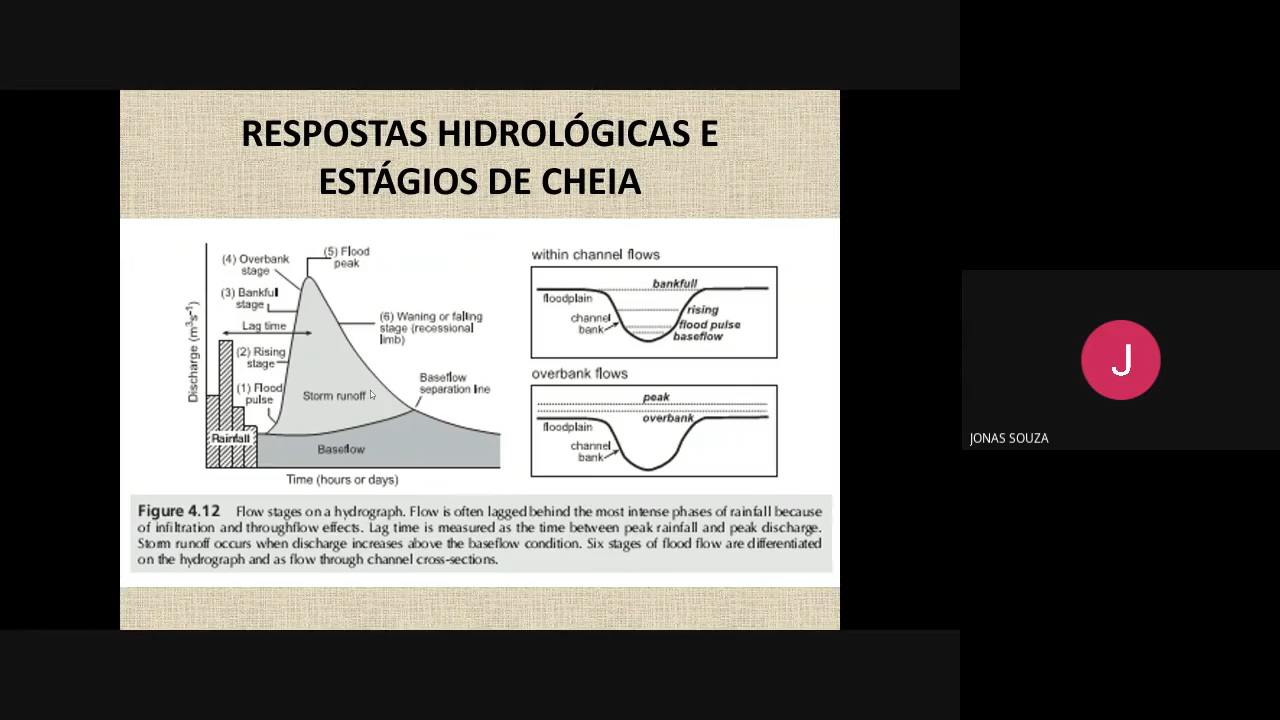 RESPOSTAS HIDROLÓGICAS E
ESTÁGIOS DE CHEIA
Discharge (m³s⁻¹)
(4) Overbank
stage
(5) Flood
peak
(3) Bankful
stage
Lag time
(2) Rising
stage
(1) Flood
pulse
(6) Waning or falling
stage (recessional
limb)
Baseflow
separation line
Storm runoff
Rainfall
Baseflow
Time (hours or days)
within channel flows
bankfull
floodplain
channel
bank
rising
flood pulse
baseflow
overbank flows
peak
overbank
floodplain
channel
bank
Figure 4.12 Flow stages on a hydrograph. Flow is often lagged behind the most intense phases of rainfall because
of infiltration and throughflow effects. Lag time is measured as the time between peak rainfall and peak discharge.
Storm runoff occurs when discharge increases above the baseflow condition. Six stages of flood flow are differentiated
on the hydrograph and as flow through channel cross-sections.
J
JONAS SOUZA